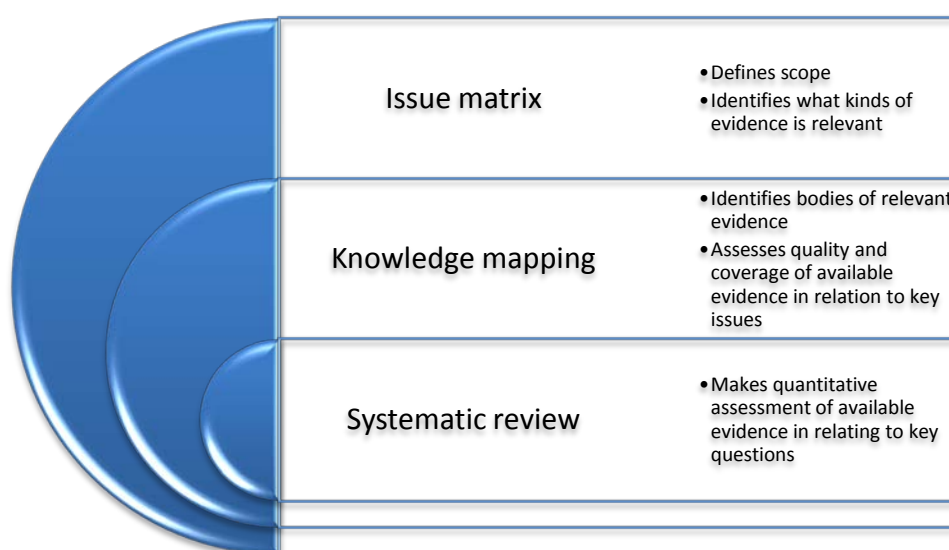 Issue matrix
•Defines scope
•Identifies what kinds of
evidence is relevant
Knowledge mapping
•Identifies bodies of relevant
evidence
•Assesses quality and
coverage of available
evidence in relation to key
issues
Systematic review
•Makes quantitative
assessment of available
evidence in relating to key
questions